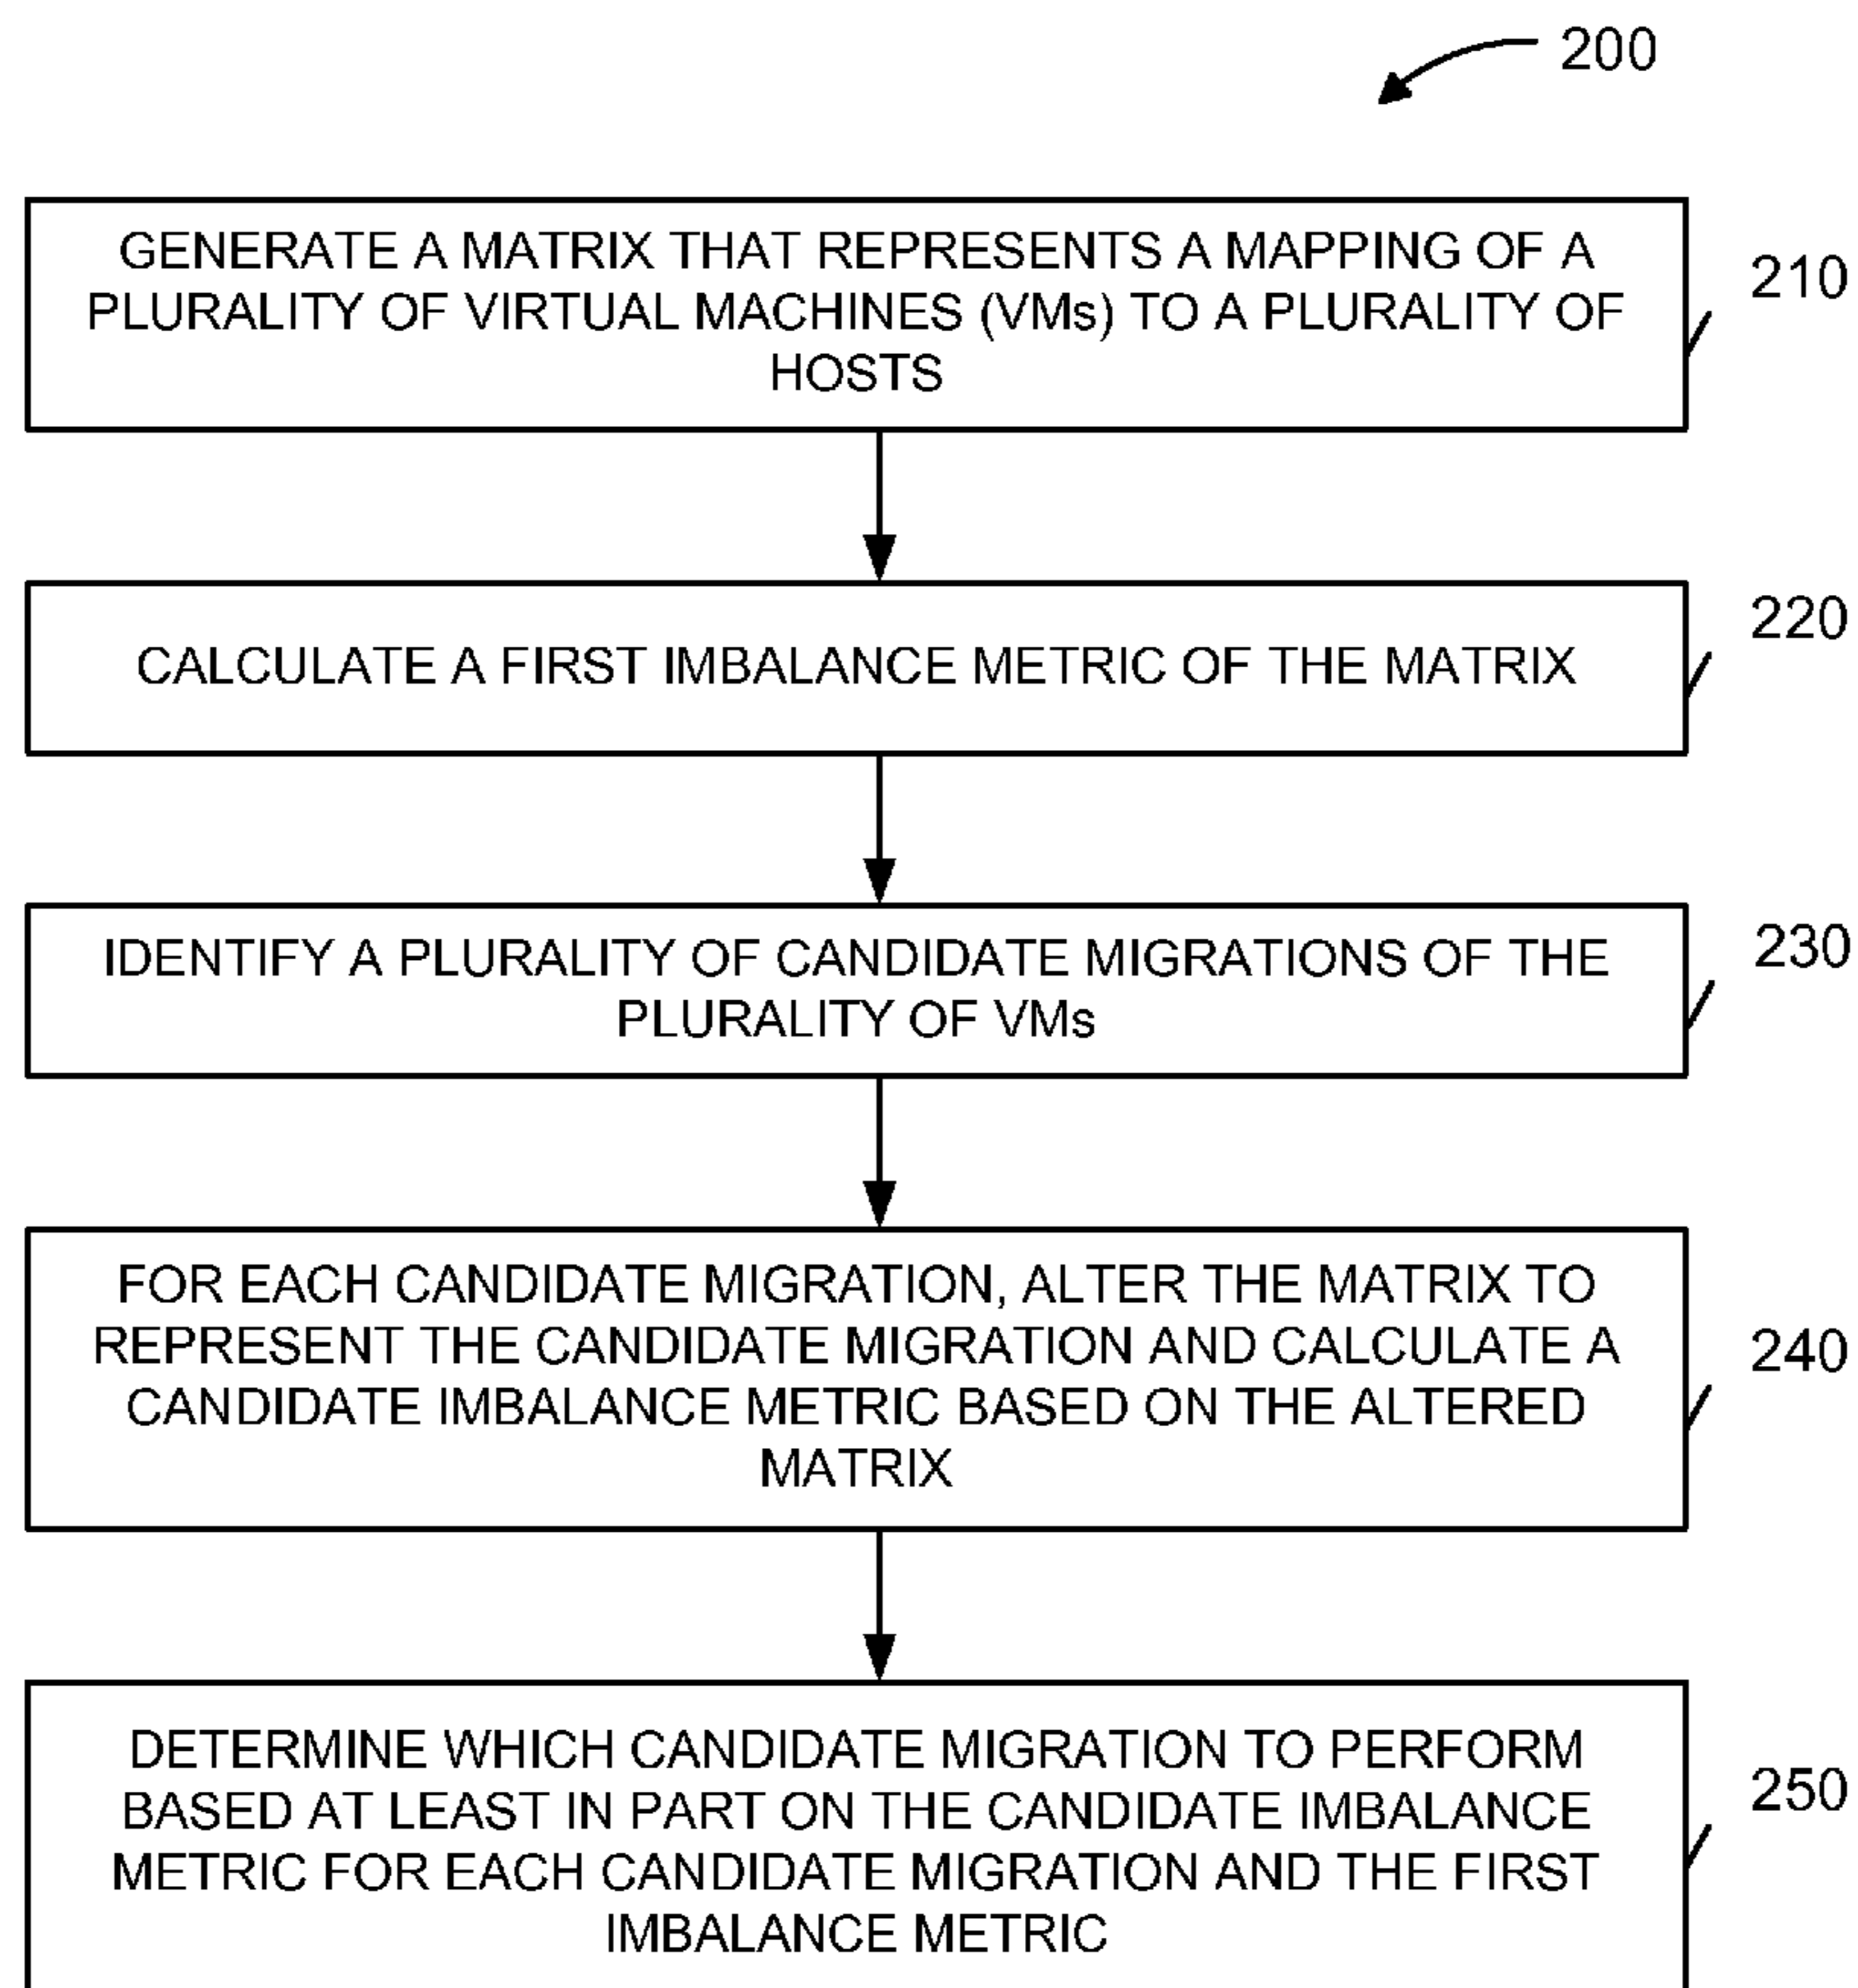 200
GENERATE A MATRIX THAT REPRESENTS A MAPPING OF A
PLURALITY OF VIRTUAL MACHINES (VMs) TO A PLURALITY OF
HOSTS
210
CALCULATE A FIRST IMBALANCE METRIC OF THE MATRIX
220
IDENTIFY A PLURALITY OF CANDIDATE MIGRATIONS OF THE
PLURALITY OF VMs
230
FOR EACH CANDIDATE MIGRATION, ALTER THE MATRIX TO
REPRESENT THE CANDIDATE MIGRATION AND CALCULATE A
CANDIDATE IMBALANCE METRIC BASED ON THE ALTERED
MATRIX
240
DETERMINE WHICH CANDIDATE MIGRATION TO PERFORM
BASED AT LEAST IN PART ON THE CANDIDATE IMBALANCE
METRIC FOR EACH CANDIDATE MIGRATION AND THE FIRST
IMBALANCE METRIC
250